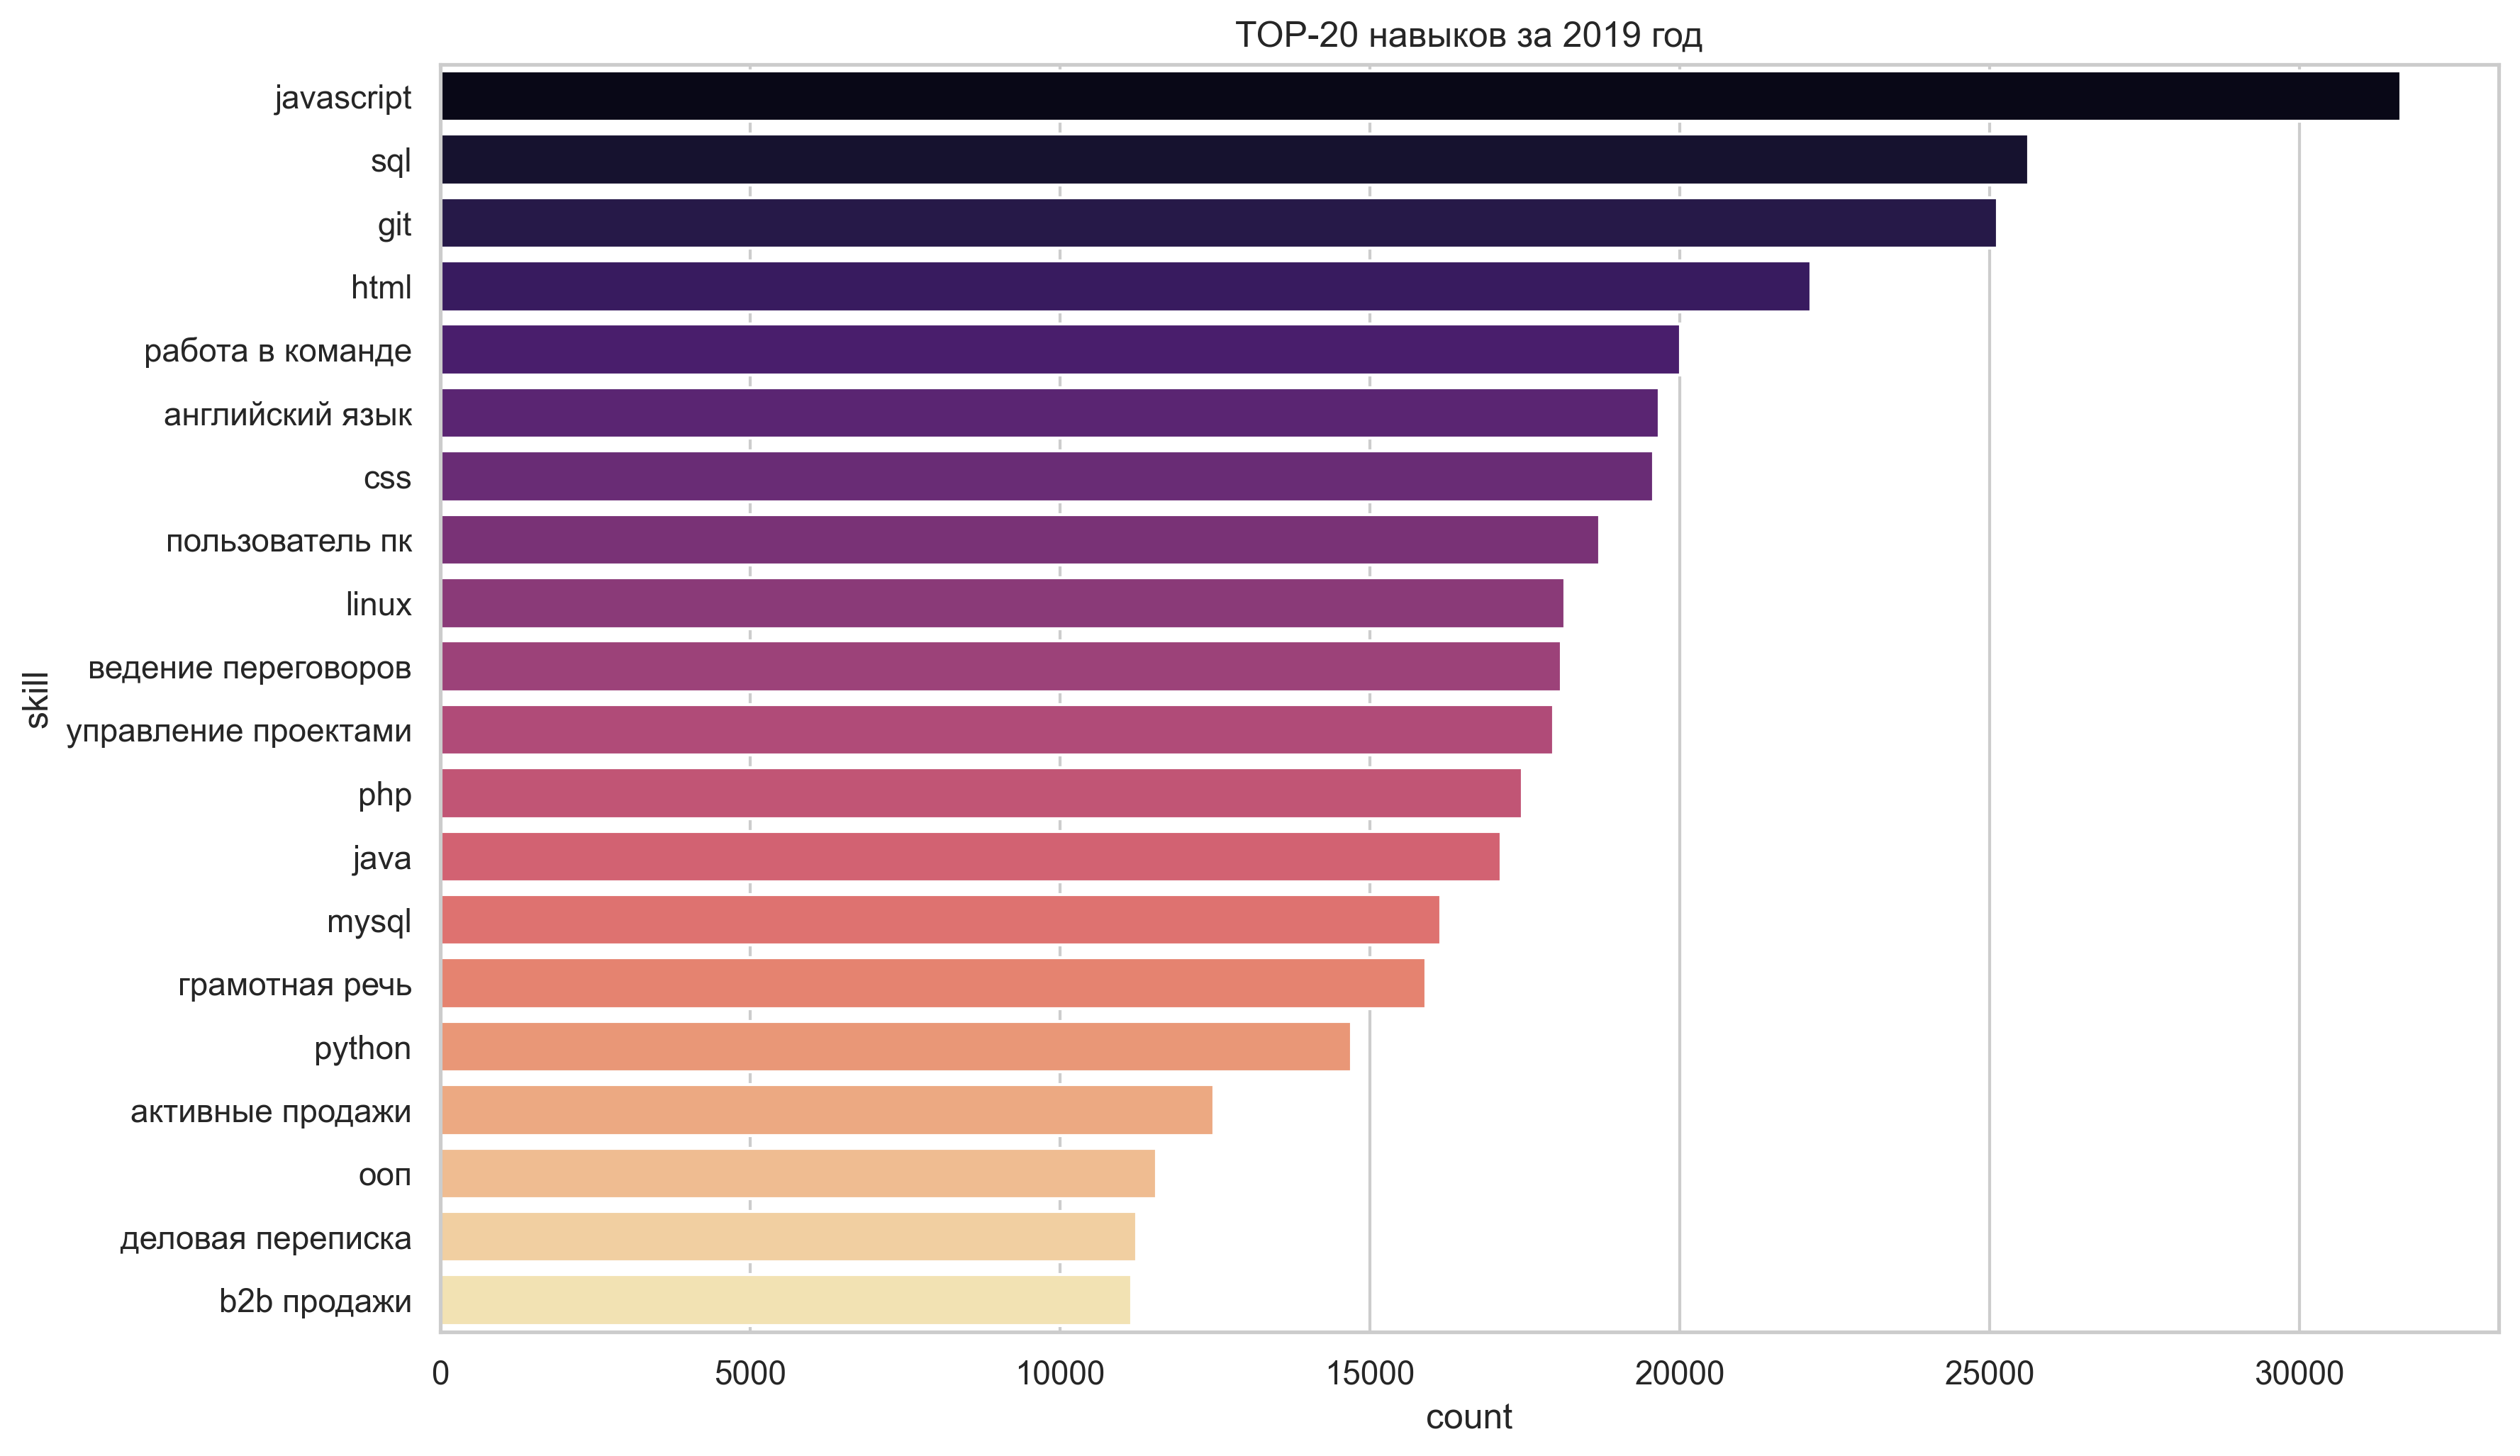 TOP-20 навыков за 2019 год
skill
javascript
sql
git
html
работа в команде
английский язык
css
пользователь пк
linux
ведение переговоров
управление проектами
php
java
mysql
грамотная речь
python
активные продажи
ооп
деловая переписка
b2b продажи
0 5000 10000 15000 20000 25000 30000
count